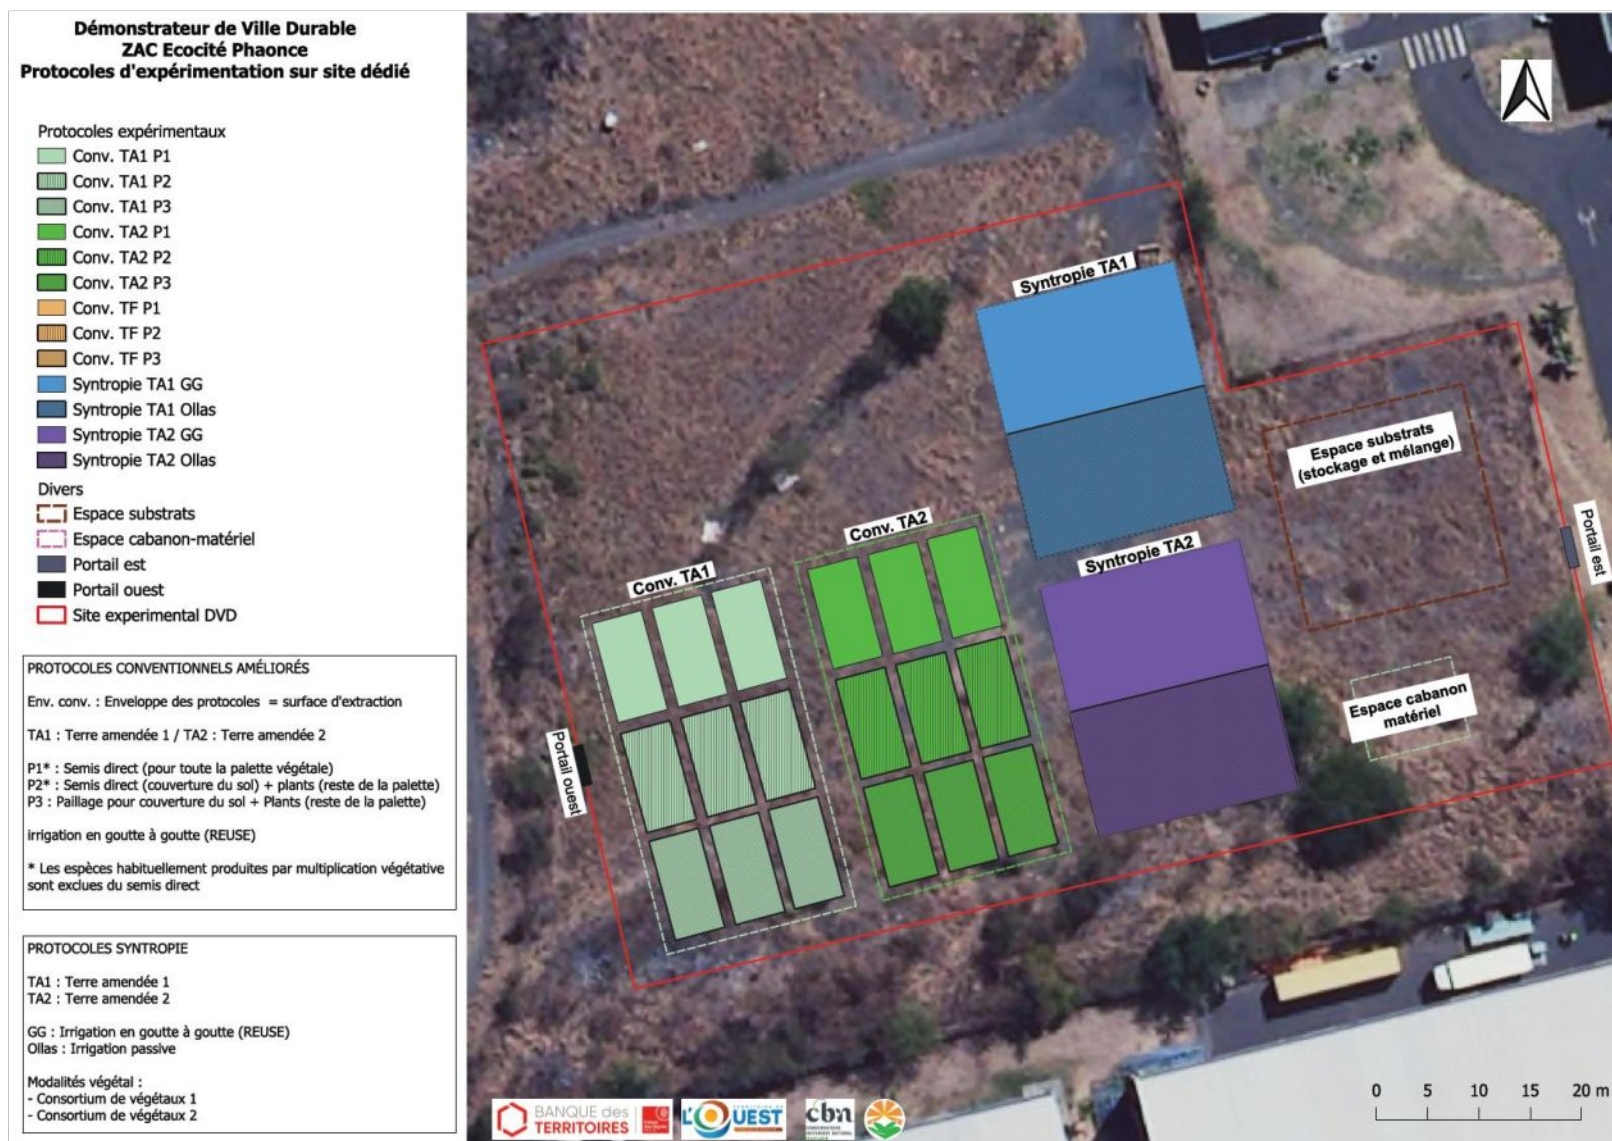 Démonstrateur de Ville Durable
ZAC Ecocité Phaonce
Protocoles d'expérimentation sur site dédié
Protocoles expérimentaux
Conv. TA1 P1
Conv. TA1 P2
Conv. TA1 P3
Conv. TA2 P1
Conv. TA2 P2
Conv. TA2 P3
Conv. TF P1
Conv. TF P2
Conv. TF P3
Syntropie TA1 GG
Syntropie TA1 Ollas
Syntropie TA2 GG
Syntropie TA2 Ollas
Divers
Espace substrats
Espace cabanon-matériel
Portail est
Portail ouest
Site experimental DVD
PROTOCOLES CONVENTIONNELS AMÉLIORÉS
Env. conv. : Enveloppe des protocoles = surface d'extraction
TA1 : Terre amendée 1 / TA2 : Terre amendée 2
P1* : Semis direct (pour toute la palette végétale)
P2* : Semis direct (couverture du sol) + plants (reste de la palette)
P3 : Paillage pour couverture du sol + Plants (reste de la palette)
irrigation en goutte à goutte (REUSE)
* Les espèces habituellement produites par multiplication végétative
sont exclues du semis direct
PROTOCOLES SYNTROPIE
TA1 : Terre amendée 1
TA2 : Terre amendée 2
GG : Irrigation en goutte à goutte (REUSE)
Ollas : Irrigation passive
Modalités végétal :
- Consortium de végétaux 1
- Consortium de végétaux 2
Syntropie TA1
Espace substrats
(stockage et mélange)
Conv. TA2
Portail est
Syntropie TA2
Conv. TA1
Espace cabanon
matériel
Portail ouest
BANQUE des
TERRITOIRES
L'OUEST
cbn
0 5 10 15 20 m